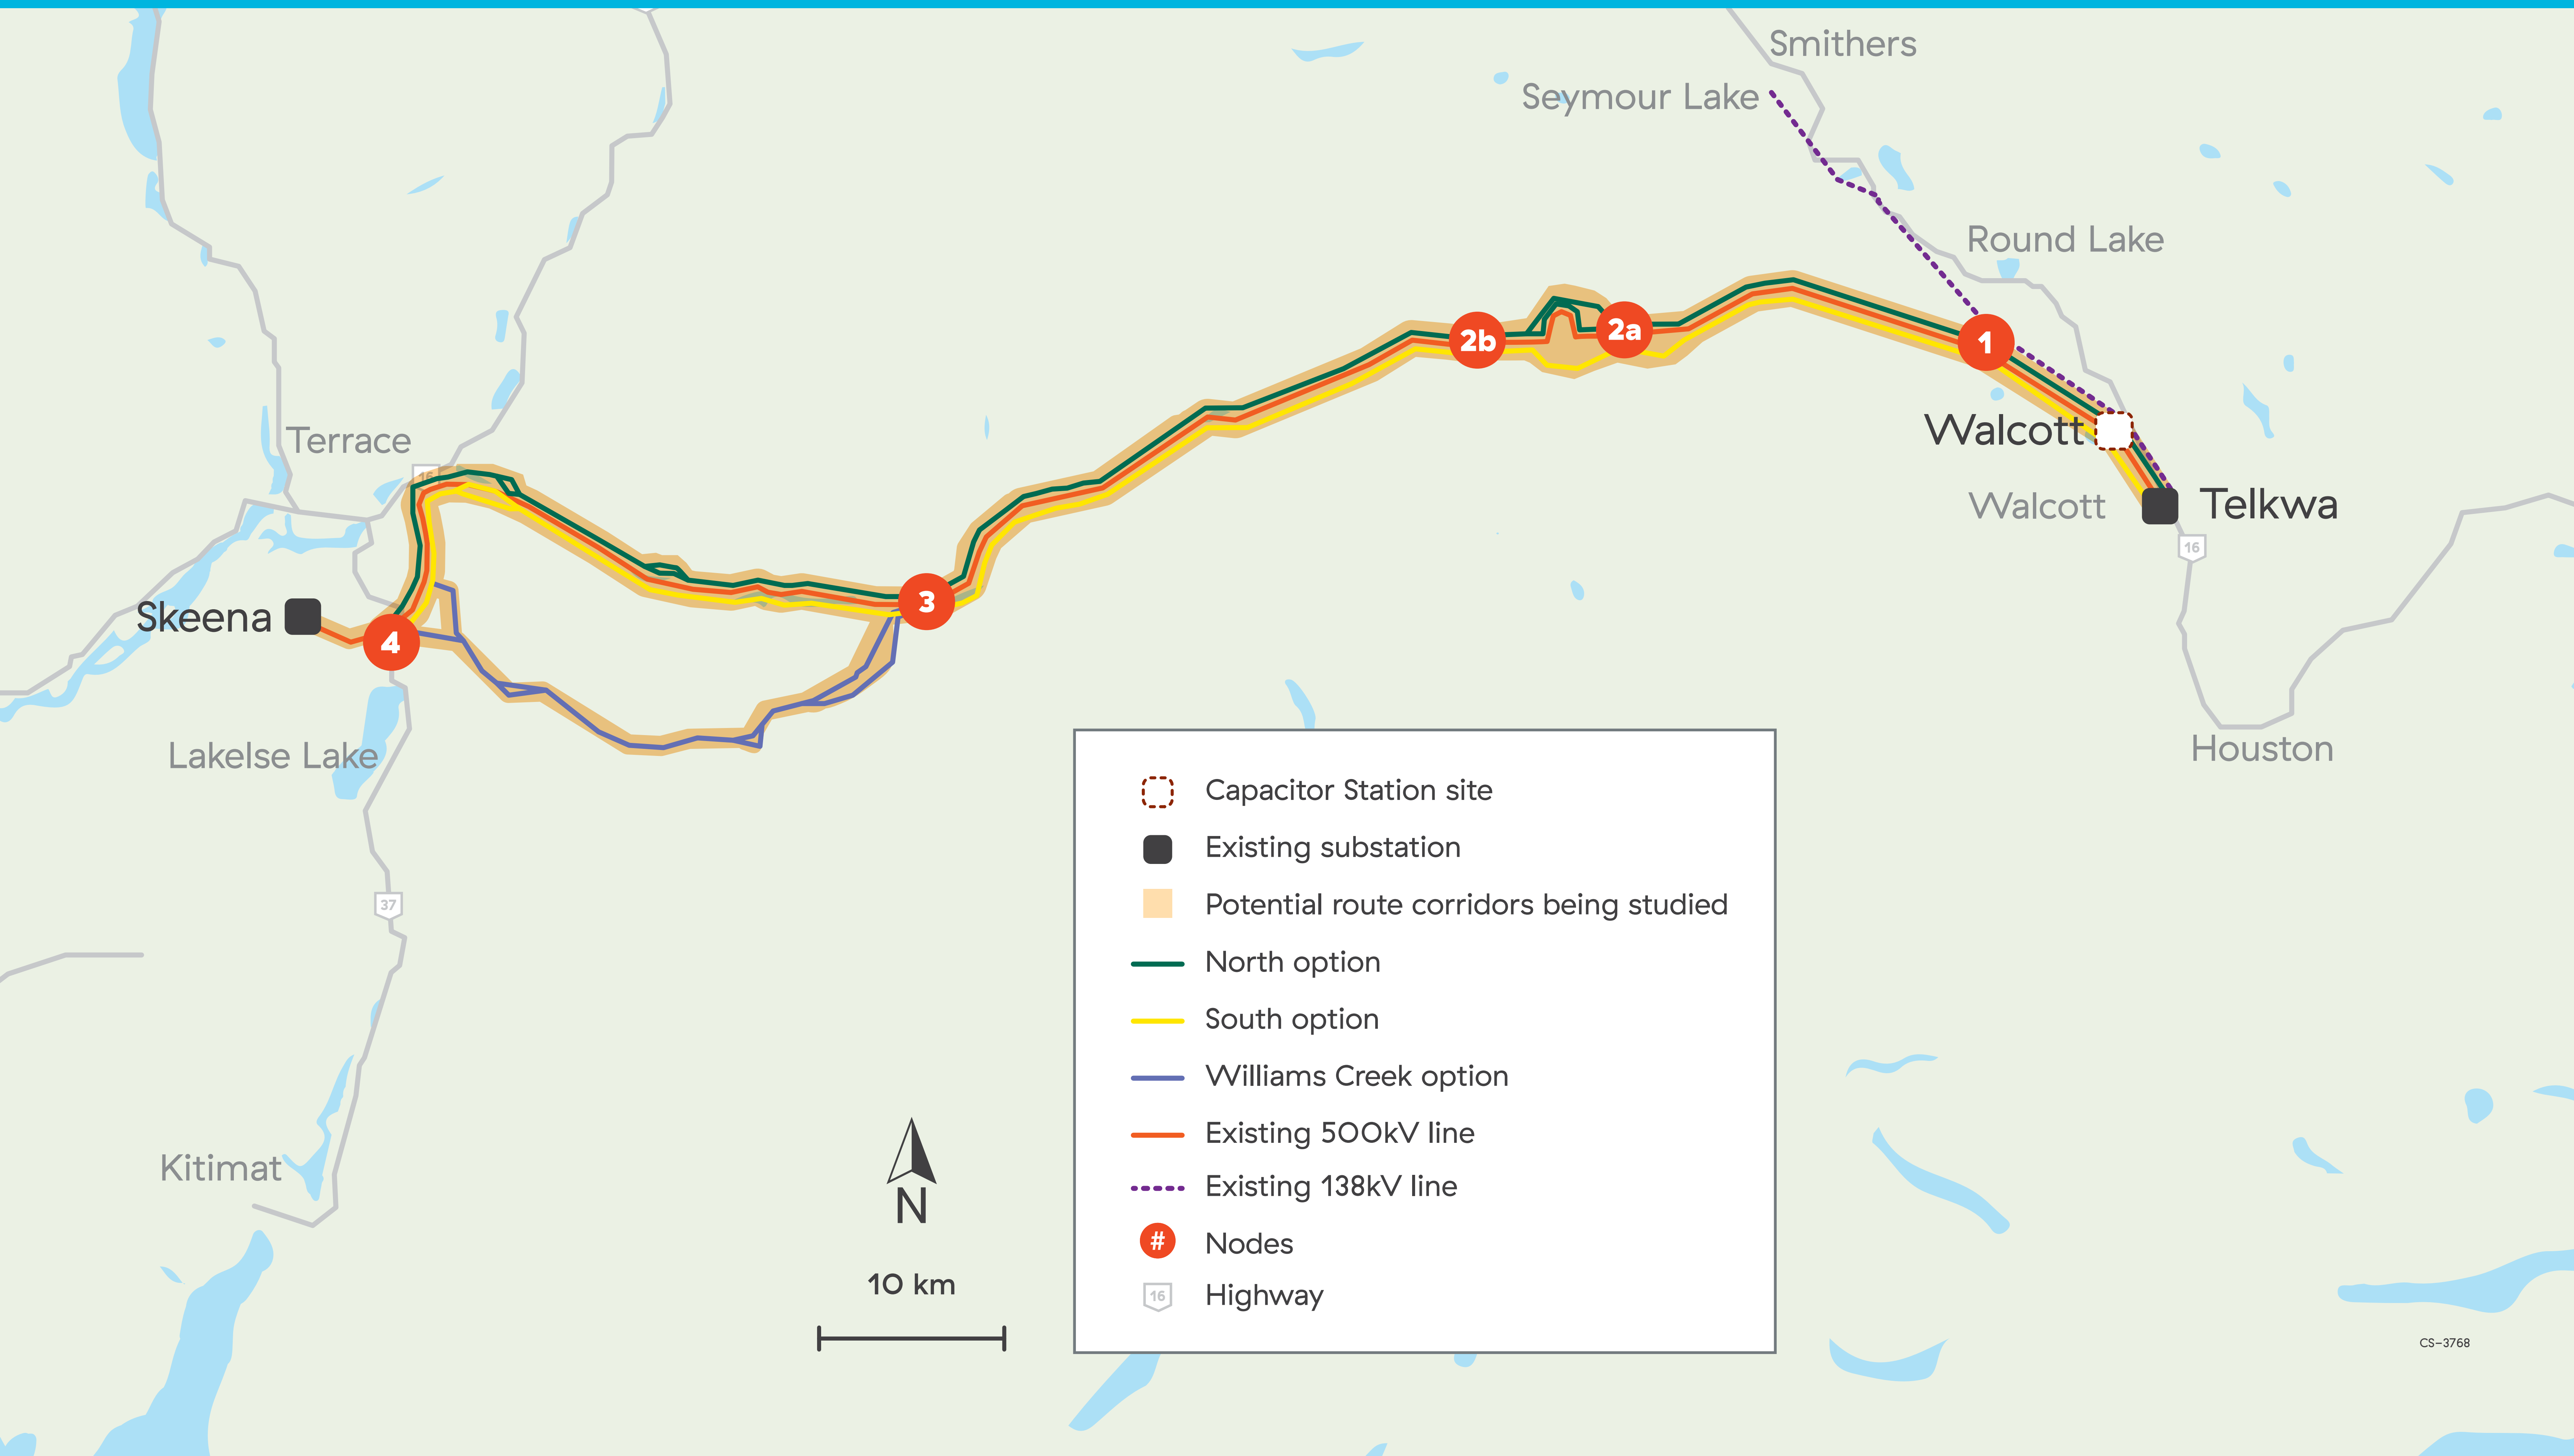 Smithers
Seymour Lake
Round Lake
2b
2a
1
Walcott
Terrace
16
Walcott
Telkwa
16
3
Skeena
4
Lakelse Lake
Houston
37
Capacitor Station site
Existing substation
Potential route corridors being studied
North option
South option
Williams Creek option
Existing 500kV line
Existing 138kV line
# Nodes
16 Highway
Kitimat
N
10 km
CS-3768